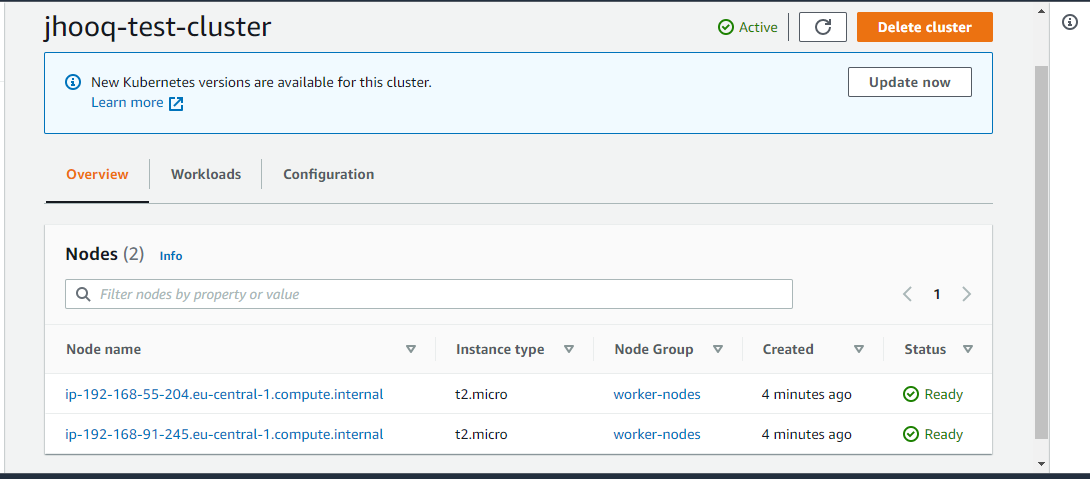 jhooq-test-cluster
Active
Delete cluster
New Kubernetes versions are available for this cluster.
Learn more
Update now
Overview
Workloads
Configuration
Nodes (2) Info
Filter nodes by property or value
1
Node name Instance type Node Group Created Status
ip-192-168-55-204.eu-central-1.compute.internal t2.micro worker-nodes 4 minutes ago Ready
ip-192-168-91-245.eu-central-1.compute.internal t2.micro worker-nodes 4 minutes ago Ready